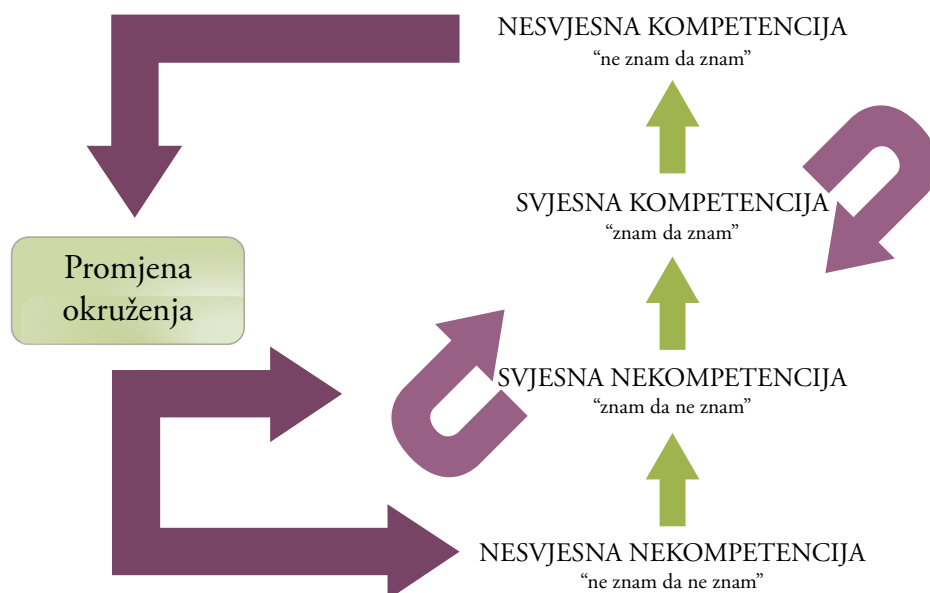 NESVJESNA KOMPETENCIJA
“ne znam da znam”
SVJESNA KOMPETENCIJA
“znam da znam”
Promjena
okruženja
SVJESNA NEKOMPETENCIJA
“znam da ne znam”
NESVJESNA NEKOMPETENCIJA
“ne znam da ne znam”